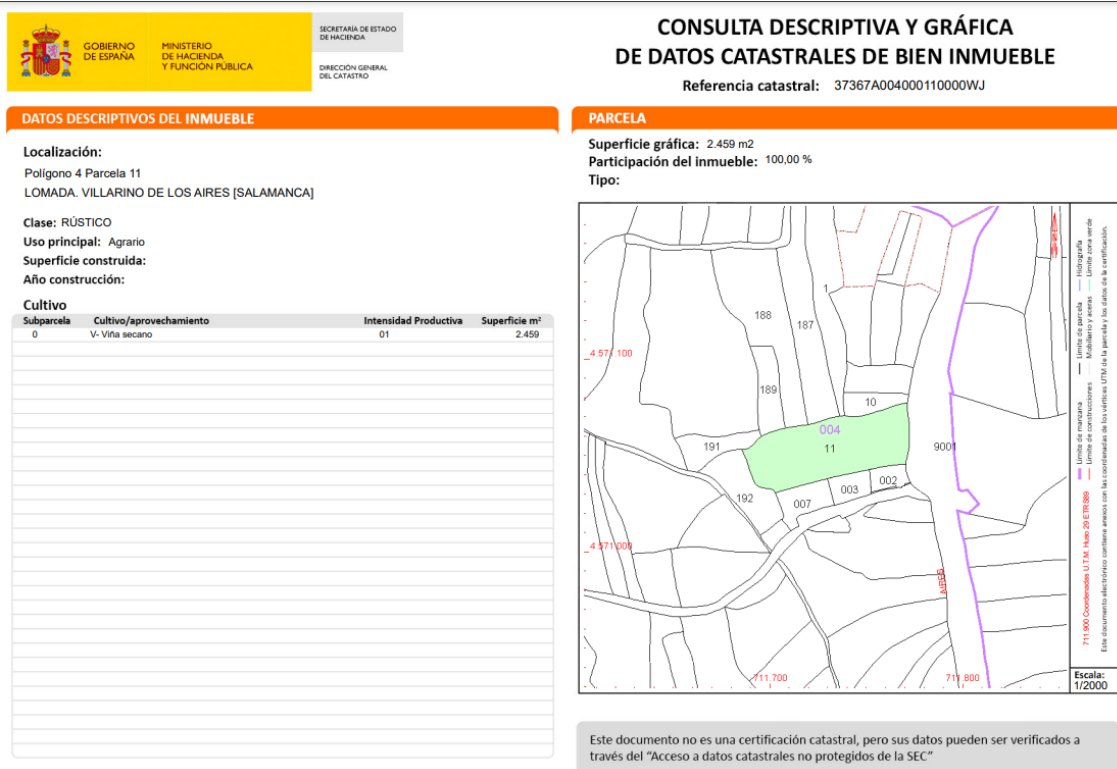 GOBIERNO
DE ESPAÑA
MINISTERIO
DE HACIENDA
Y FUNCIÓN PÚBLICA
SECRETARÍA DE ESTADO
DE HACIENDA
DIRECCIÓN GENERAL
DEL CATASTRO
CONSULTA DESCRIPTIVA Y GRÁFICA
DE DATOS CATASTRALES DE BIEN INMUEBLE
Referencia catastral: 37367A004000110000WJ
DATOS DESCRIPTIVOS DEL INMUEBLE
Localización:
Polígono 4 Parcela 11
LOMADA. VILLARINO DE LOS AIRES [SALAMANCA]
Clase: RÚSTICO
Uso principal: Agrario
Superficie construida:
Año construcción:
Cultivo
Subparcela Cultivo/aprovechamiento Intensidad Productiva Superficie m²
0 V- Viña secano 01 2.459
PARCELA
Superficie gráfica: 2.459 m2
Participación del inmueble: 100,00 %
Tipo:
1
188
187
4.571.100
189
10
004
11
191
9001
192
007
003
002
4.571.000
AIRES
711.700
711.800
711.900 Coordenadas U.T.M. Huso 29 ETRS89
Límite de manzana Límite de parcela Hidrografía
Límite de construcciones Mobiliario y aceras Límite zona verde
Este documento electrónico contiene anexos con las coordenadas de los vértices UTM de la parcela y los datos de la certificación.
Escala:
1/2000
Este documento no es una certificación catastral, pero sus datos pueden ser verificados a
través del “Acceso a datos catastrales no protegidos de la SEC”